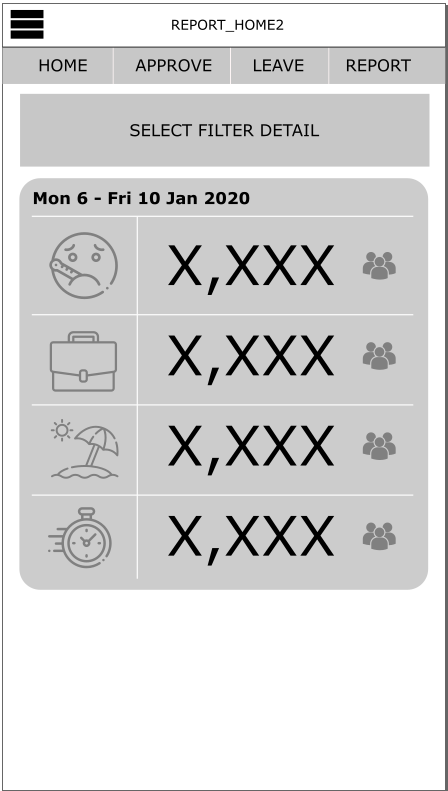 REPORT_HOME2
HOME APPROVE LEAVE REPORT
SELECT FILTER DETAIL
Mon 6 - Fri 10 Jan 2020
X,XXX
X,XXX
X,XXX
X,XXX